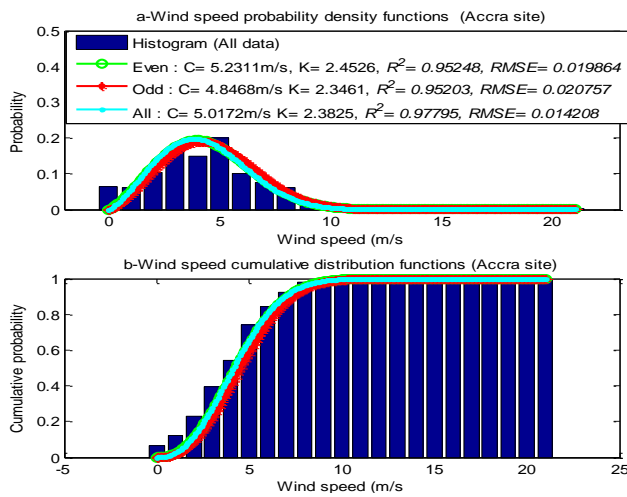 a-Wind speed probability density functions (Accra site)
Probability
0.5
0.4
0.3
0.2
0.1
0
Histogram (All data)
Even : C= 5.2311m/s, K= 2.4526, R²= 0.95248, RMSE= 0.019864
Odd : C= 4.8468m/s K= 2.3461, R²= 0.95203, RMSE= 0.020757
All : C= 5.0172m/s K= 2.3825, R²= 0.97795, RMSE= 0.014208
0 5 10 15 20
Wind speed (m/s
b-Wind speed cumulative distribution functions (Accra site)
Cumulative probability
1
0.8
0.6
0.4
0.2
0
-5 0 5 10 15 20 25
Wind speed (m/s